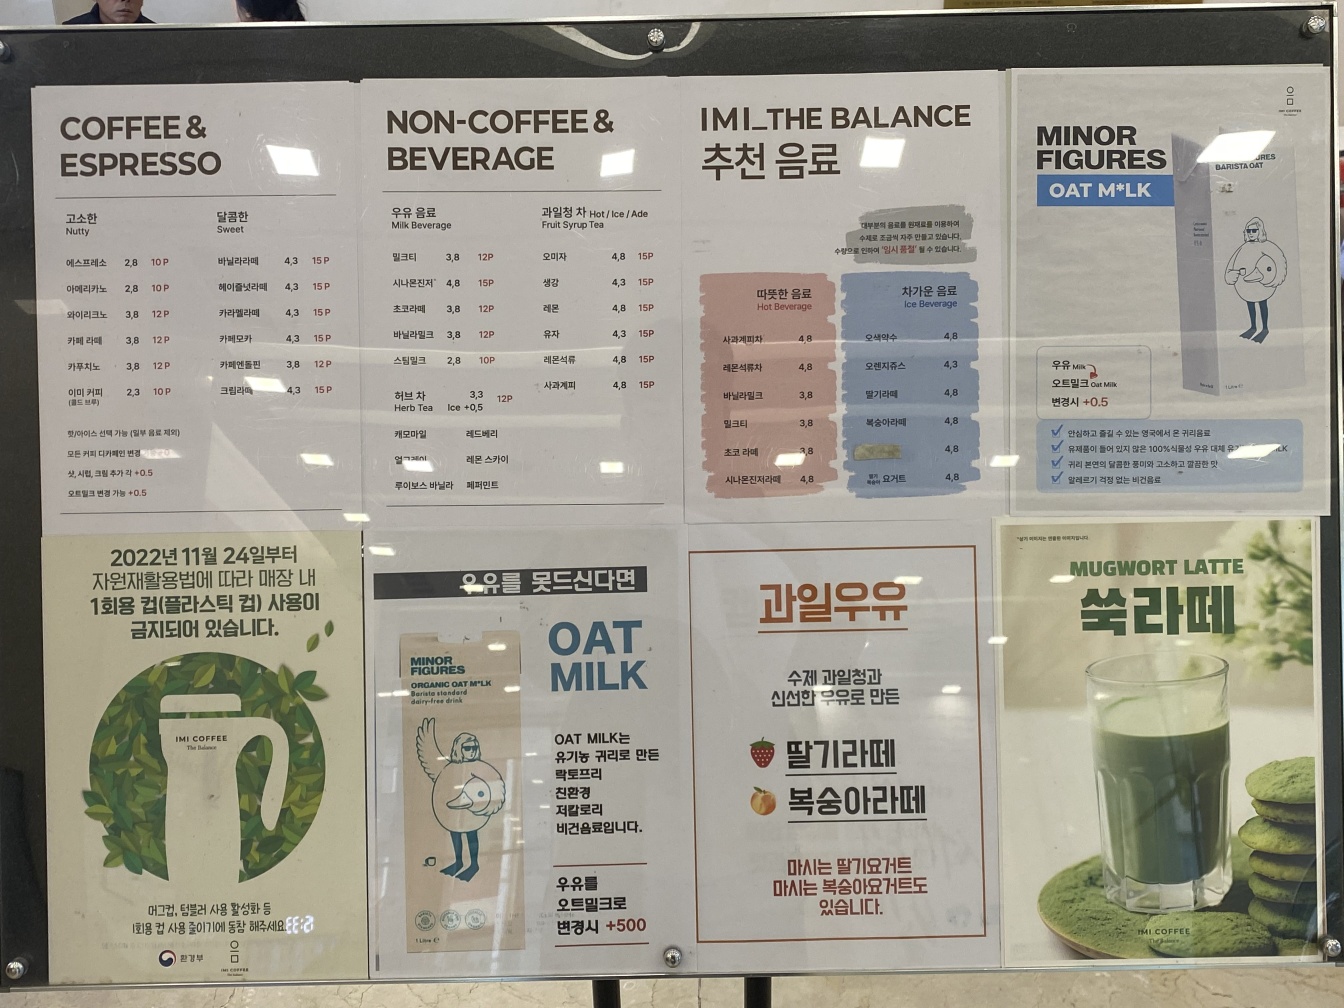 COFFEE &
ESPRESSO
고소한
Nutty
에스프레소 2,8 10 P
아메리카노 2,8 10 P
와이리크노 3,8 12 P
카페 라떼 3,8 12 P
카푸치노 3,8 12 P
이미 커피 2,3 10 P
(콜드 브루)
달콤한
Sweet
바닐라라떼 4,3 15 P
헤이즐넛라떼 4,3 15 P
카라멜라떼 4,3 15 P
카페모카 4,3 15 P
카페엔돌핀 3,8 12 P
크림라떼 4,3 15 P
핫/아이스 선택 가능 (일부 음료 제외)
모든 커피 디카페인 변경
샷, 시럽, 크림 추가 각 +0.5
오트밀크 변경 가능 +0.5
NON-COFFEE &
BEVERAGE
우유 음료
Milk Beverage
밀크티 3,8 12P
시나몬진저 4,8 15P
초코라떼 3,8 12P
바닐라밀크 3,8 12P
스팀밀크 2,8 10P
허브 차 3,3 12P
Herb Tea Ice +0,5
캐모마일 레드베리
얼그레이 레몬 스카이
루이보스 바닐라 페퍼민트
과일청 차 Hot / Ice / Ade
Fruit Syrup Tea
오미자 4,8 15P
생강 4,3 15P
레몬 4,8 15P
유자 4,3 15P
레몬석류 4,8 15P
사과계피 4,8 15P
IMI_THE BALANCE
추천 음료
대부분의 음료를 원재료를 이용하여
수제로 조금씩 자주 만들고 있습니다.
수량으로 인하여 '일시 품절' 될 수 있습니다.
따뜻한 음료
Hot Beverage
사과계피차 4,8
레몬석류차 4,8
바닐라밀크 3,8
밀크티 3,8
초코 라떼 3,8
시나몬진저라떼 4,8
차가운 음료
Ice Beverage
오색약수 4,8
오렌지쥬스 4,3
딸기라떼 4,8
복숭아라떼 4,8
4,8
딸기
복숭아 요거트 4,8
IMI COFFEE
MINOR
FIGURES
OAT M*LK
BARISTA OAT
우유 Milk
오트밀크 Oat Milk
변경시 +0.5
안심하고 즐길 수 있는 영국에서 온 귀리음료
유제품이 들어 있지 않은 100%식물성 우유 대체
귀리 본연의 달콤한 풍미와 고소하고 깔끔한 맛
알레르기 걱정 없는 비건음료
2022년 11월 24일부터
자원재활용법에 따라 매장 내
1회용 컵(플라스틱 컵) 사용이
금지되어 있습니다.
IMI COFFEE
The Balance
머그컵, 텀블러 사용 활성화 등
1회용 컵 사용 줄이기에 동참 해주세요
환경부
IMI COFFEE
우유를 못드신다면
MINOR
FIGURES
ORGANIC OAT M*LK
Barista standard
dairy-free drink
1 Litre ℮
OAT
MILK
OAT MILK는
유기농 귀리로 만든
락토프리
친환경
저칼로리
비건음료입니다.
우유를
오트밀크로
변경시 +500
과일우유
수제 과일청과
신선한 우유로 만든
딸기라떼
복숭아라떼
마시는 딸기요거트
마시는 복숭아요거트도
있습니다.
MUGWORT LATTE
쑥라떼
IMI COFFEE
The Balance